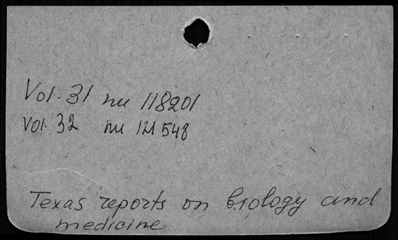 Vol. 31 nu 118201
Vol. 32 nu 121548
Texas reports on biology and
medicine